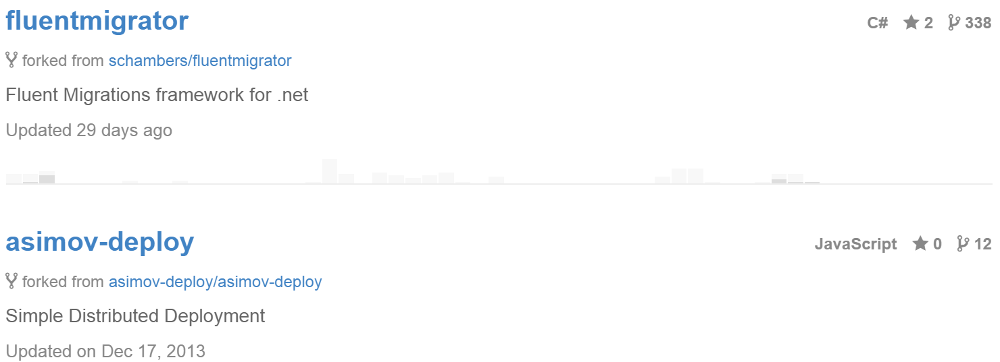 fluentmigrator C# 2 338
forked from schambers/fluentmigrator
Fluent Migrations framework for .net
Updated 29 days ago
asimov-deploy JavaScript 0 12
forked from asimov-deploy/asimov-deploy
Simple Distributed Deployment
Updated on Dec 17, 2013